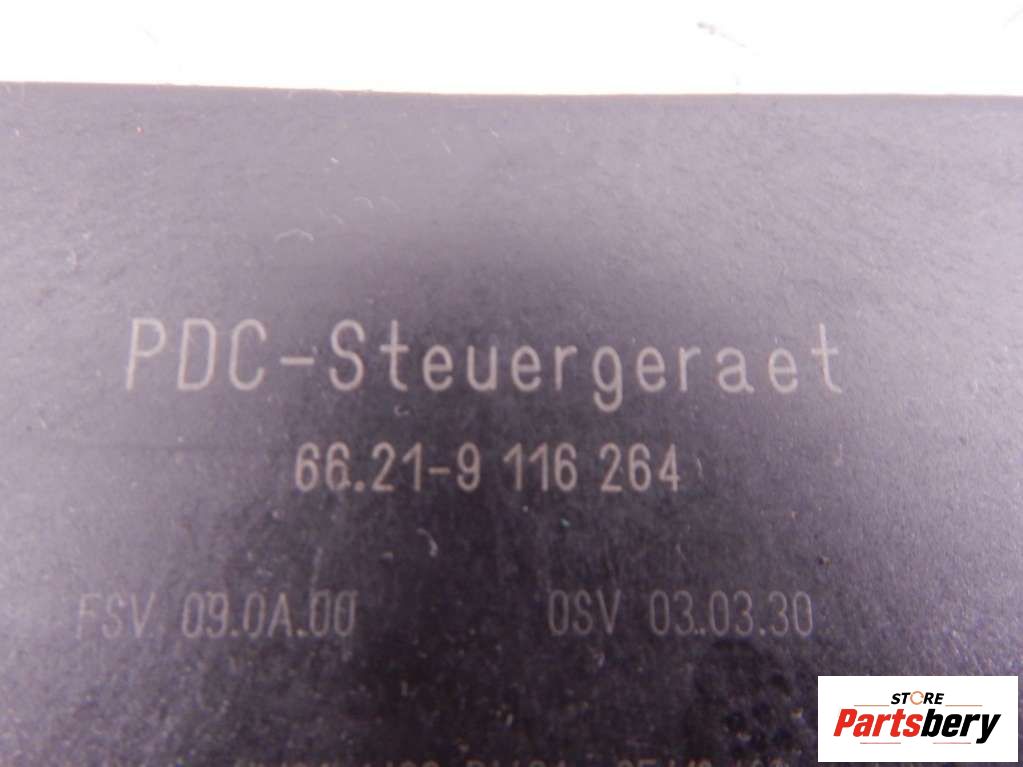 PDC-Steuergeraet
66.21-9 116 264
FSV 09.0A.00 OSV 03.03.30
STORE
Partsbery